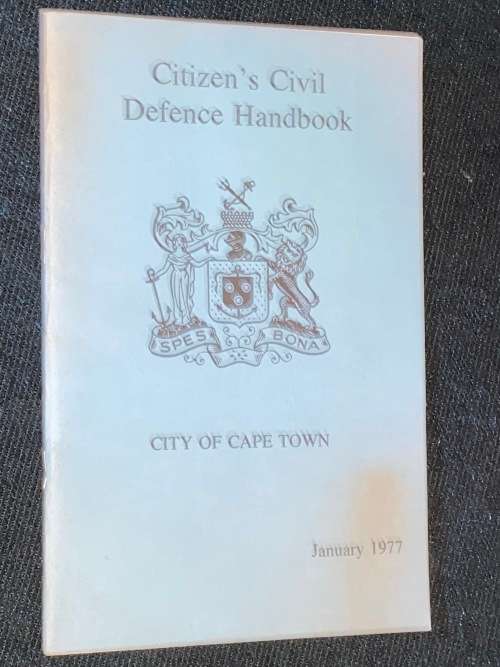 Citizen's Civil
Defence Handbook
SPES BONA
CITY OF CAPE TOWN
January 1977